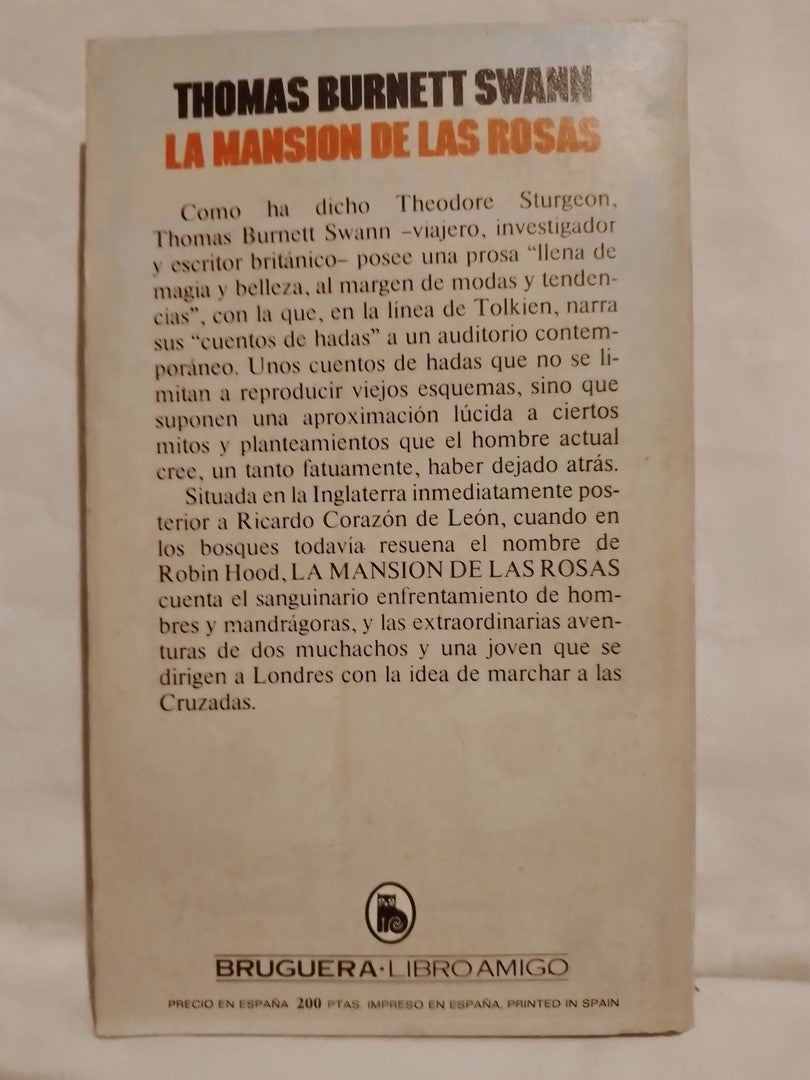 THOMAS BURNETT SWANN
LA MANSION DE LAS ROSAS
Como ha dicho Theodore Sturgeon,
Thomas Burnett Swann –viajero, investigador
y escritor británico– posee una prosa “llena de
magia y belleza, al margen de modas y tenden-
cias”, con la que, en la línea de Tolkien, narra
sus “cuentos de hadas” a un auditorio contem-
poráneo. Unos cuentos de hadas que no se li-
mitan a reproducir viejos esquemas, sino que
suponen una aproximación lúcida a ciertos
mitos y planteamientos que el hombre actual
cree, un tanto fatuamente, haber dejado atrás.
Situada en la Inglaterra inmediatamente pos-
terior a Ricardo Corazón de León, cuando en
los bosques todavía resuena el nombre de
Robin Hood, LA MANSION DE LAS ROSAS
cuenta el sanguinario enfrentamiento de hom-
bres y mandrágoras, y las extraordinarias aven-
turas de dos muchachos y una joven que se
dirigen a Londres con la idea de marchar a las
Cruzadas.
BRUGUERA·LIBRO AMIGO
PRECIO EN ESPAÑA 200 PTAS. IMPRESO EN ESPAÑA, PRINTED IN SPAIN